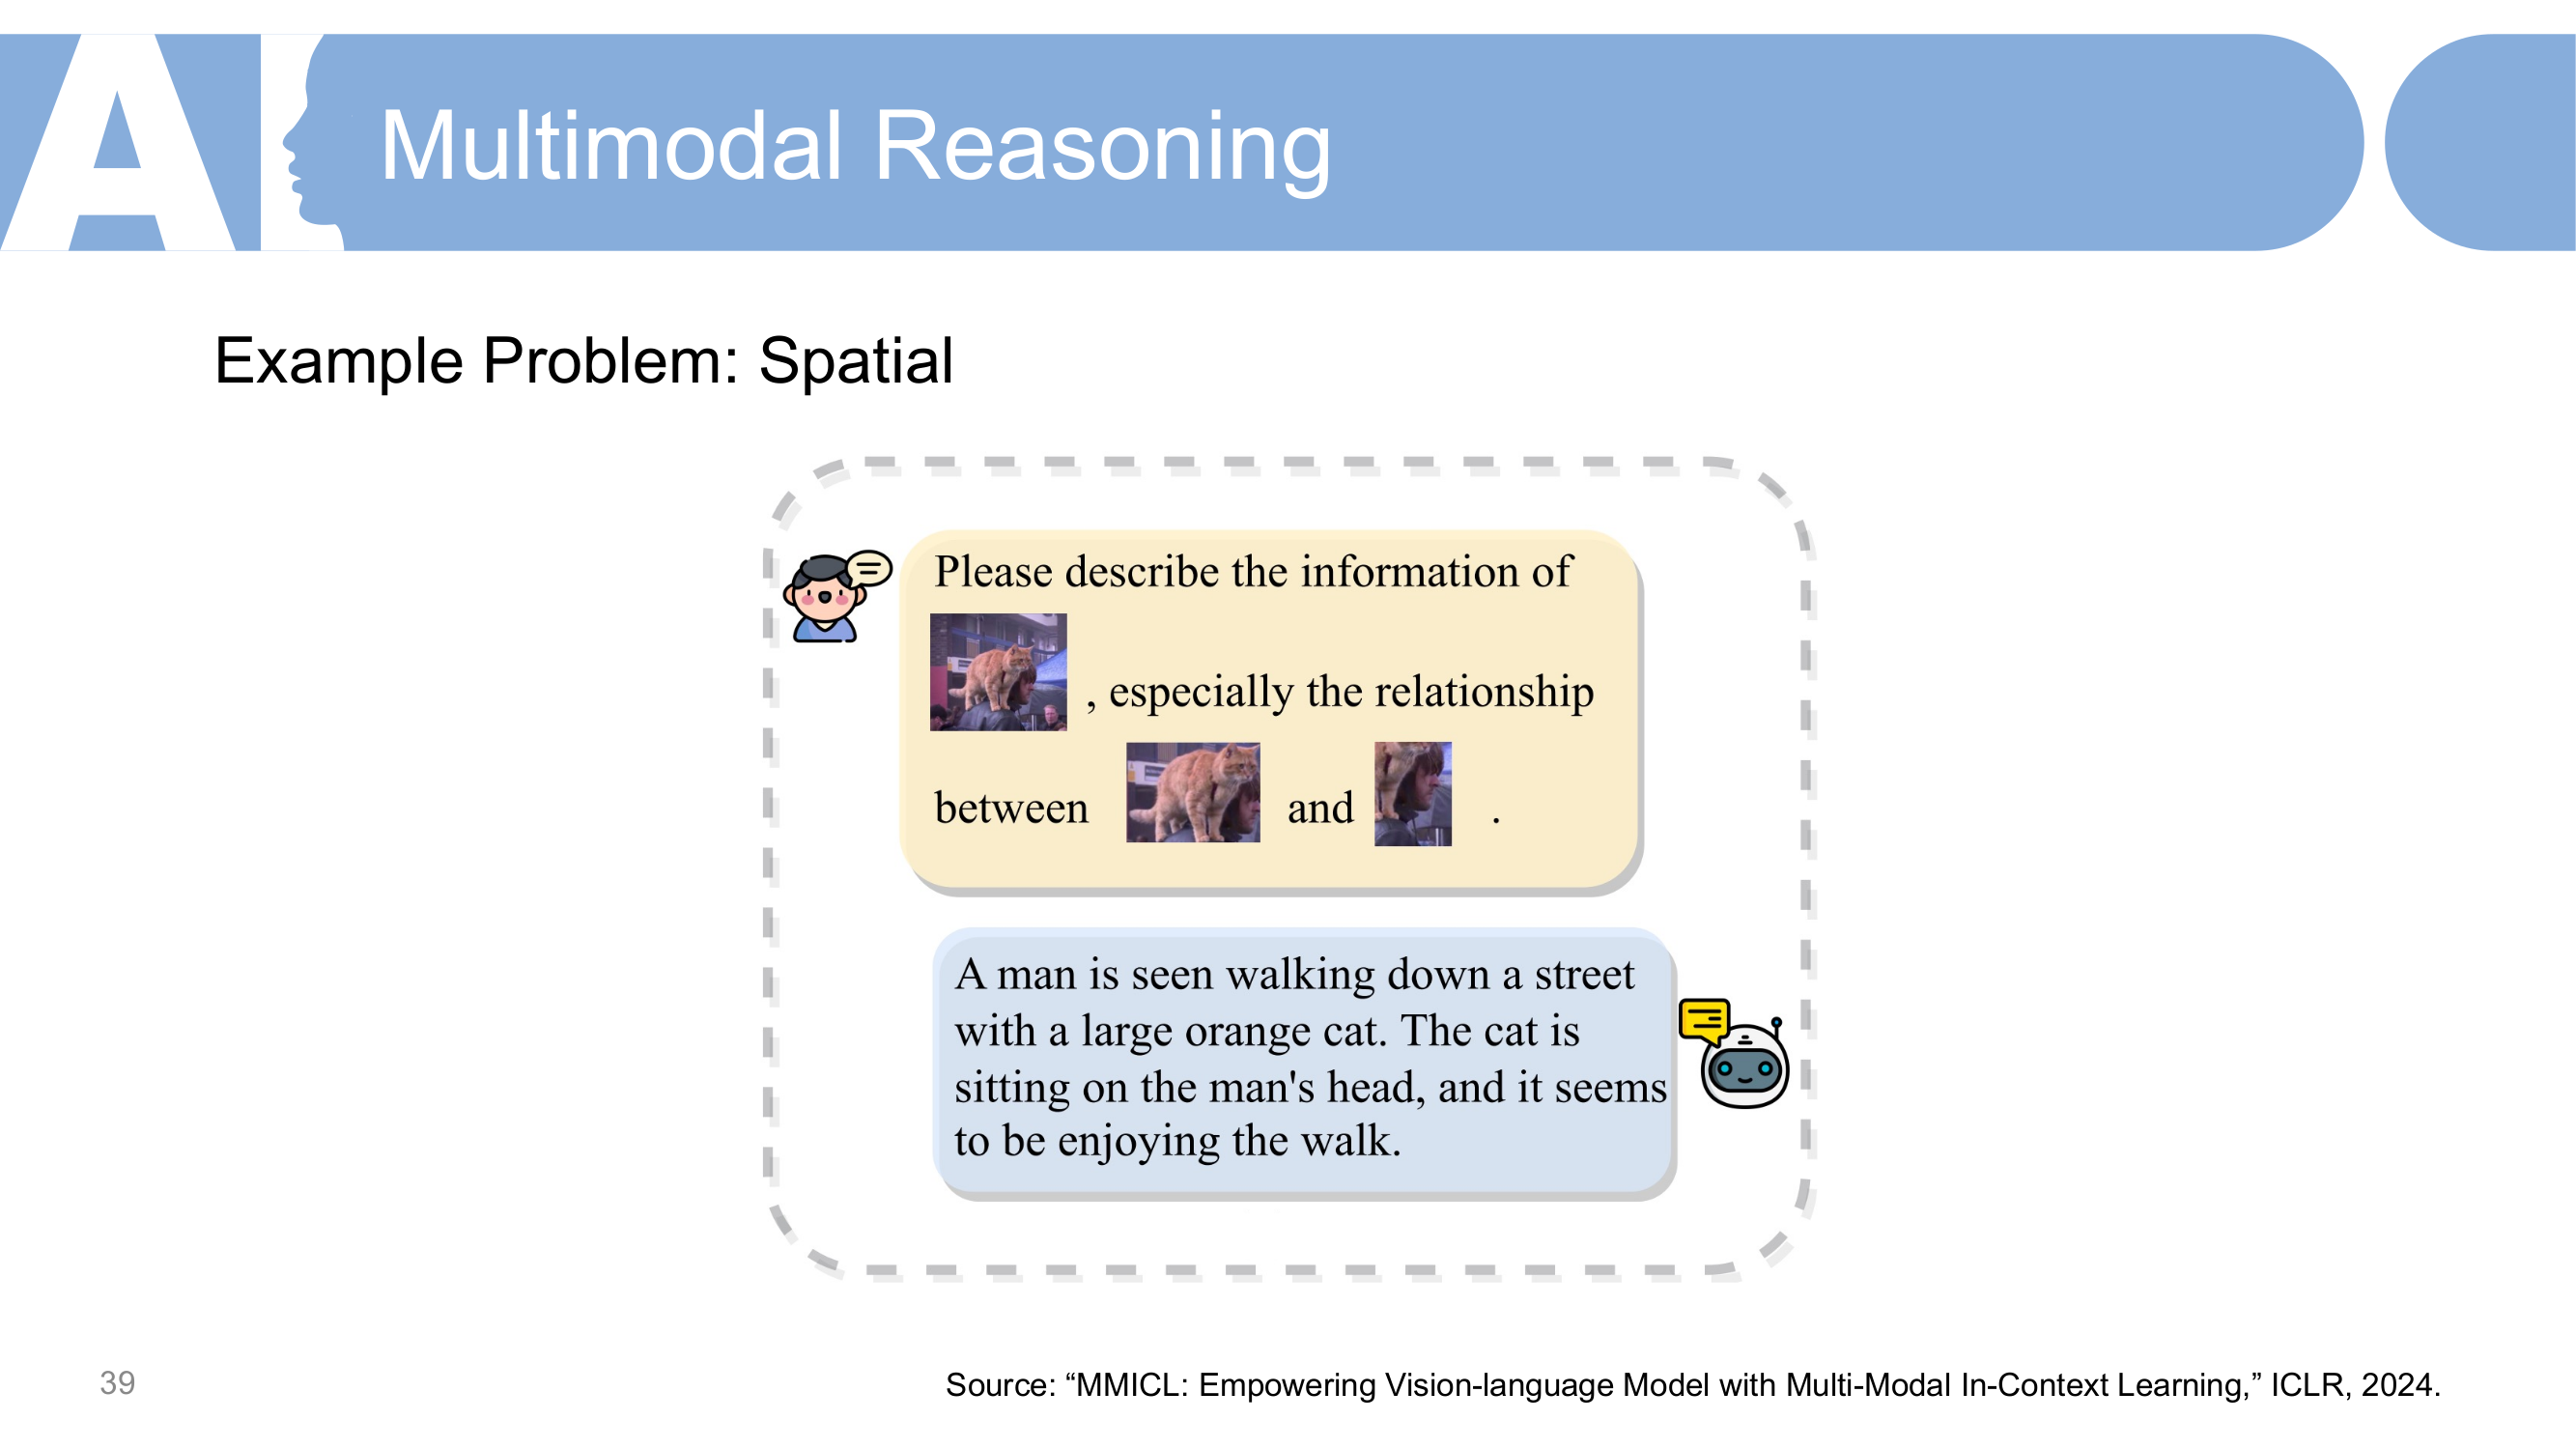 AI
Multimodal Reasoning
Example Problem: Spatial
Please describe the information of
, especially the relationship
between and .
A man is seen walking down a street
with a large orange cat. The cat is
sitting on the man's head, and it seems
to be enjoying the walk.
39
Source: “MMICL: Empowering Vision-language Model with Multi-Modal In-Context Learning,” ICLR, 2024.